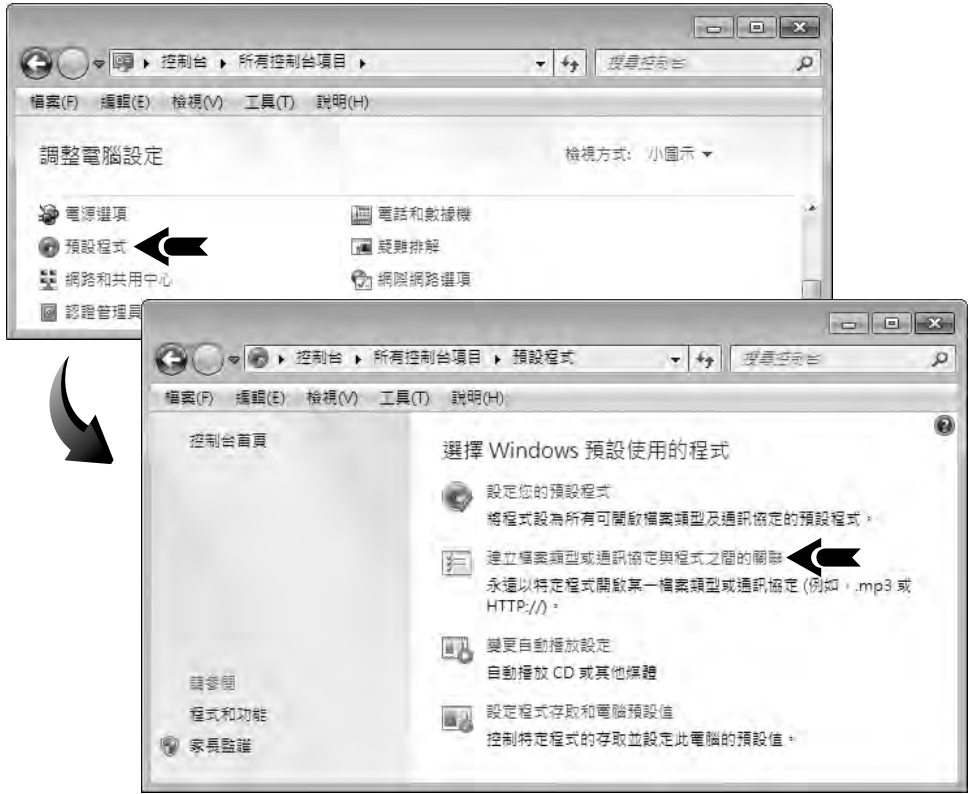 控制台 ▸ 所有控制台項目 ▸
搜尋控制台
檔案(F) 編輯(E) 檢視(V) 工具(T) 說明(H)
調整電腦設定
檢視方式: 小圖示
電源選項
電話和數據機
預設程式
疑難排解
網路和共用中心
網際網路選項
認證管理員
控制台 ▸ 所有控制台項目 ▸ 預設程式
搜尋控制台
檔案(F) 編輯(E) 檢視(V) 工具(T) 說明(H)
控制台首頁
選擇 Windows 預設使用的程式
設定您的預設程式
將程式設為所有可開啟檔案類型及通訊協定的預設程式。
建立檔案類型或通訊協定與程式之間的關聯
永遠以特定程式開啟某一檔案類型或通訊協定 (例如，.mp3 或
HTTP://)。
變更自動播放設定
自動播放 CD 或其他媒體
設定程式存取和電腦預設值
控制特定程式的存取並設定此電腦的預設值。
請參閱
程式和功能
家長監護